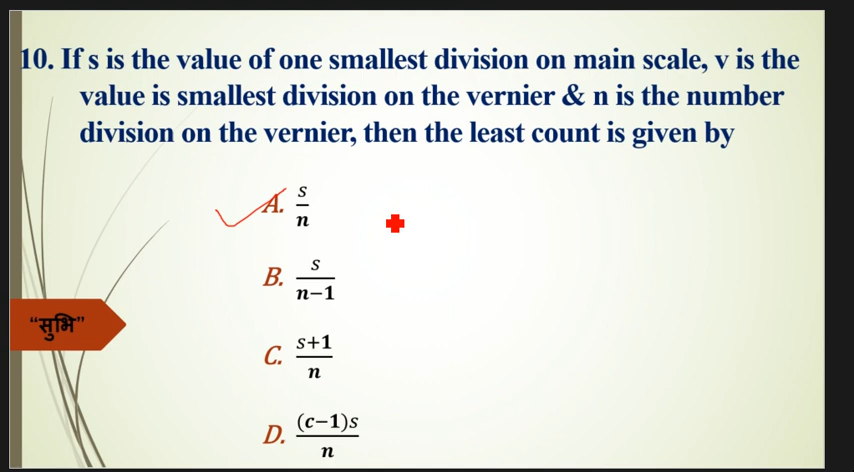 10. If s is the value of one smallest division on main scale, v is the
value is smallest division on the vernier & n is the number
division on the vernier, then the least count is given by
A. s/n
B. s/(n−1)
C. (s+1)/n
“सुभि”
D. (c−1)s/n